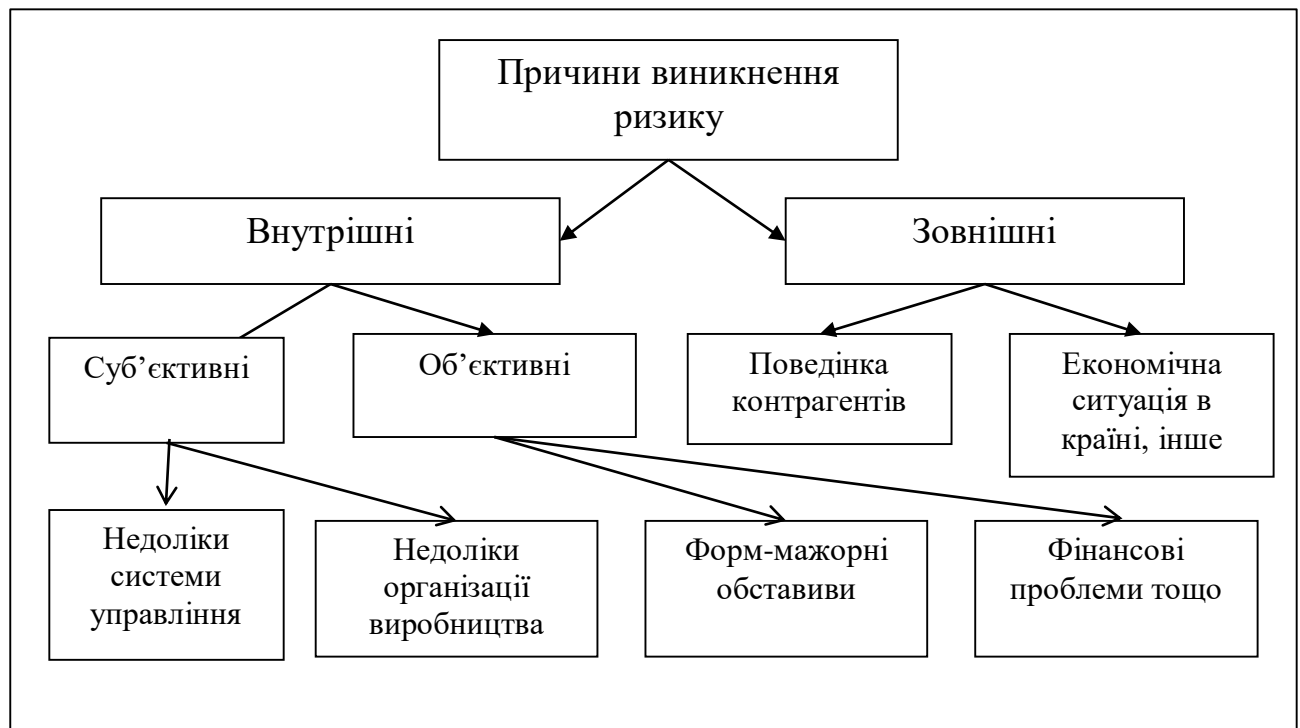 Причини виникнення
ризику
Внутрішні
Зовнішні
Суб’єктивні
Об’єктивні
Поведінка
контрагентів
Економічна
ситуація в
країні, інше
Недоліки
системи
управління
Недоліки
організації
виробництва
Форм-мажорні
обставиви
Фінансові
проблеми тощо